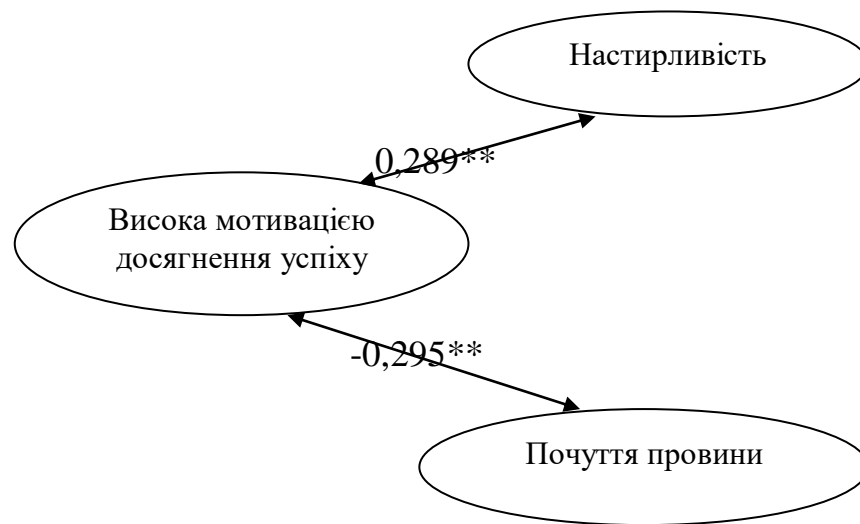 Настирливість
0,289**
Висока мотивацією
досягнення успіху
-0,295**
Почуття провини